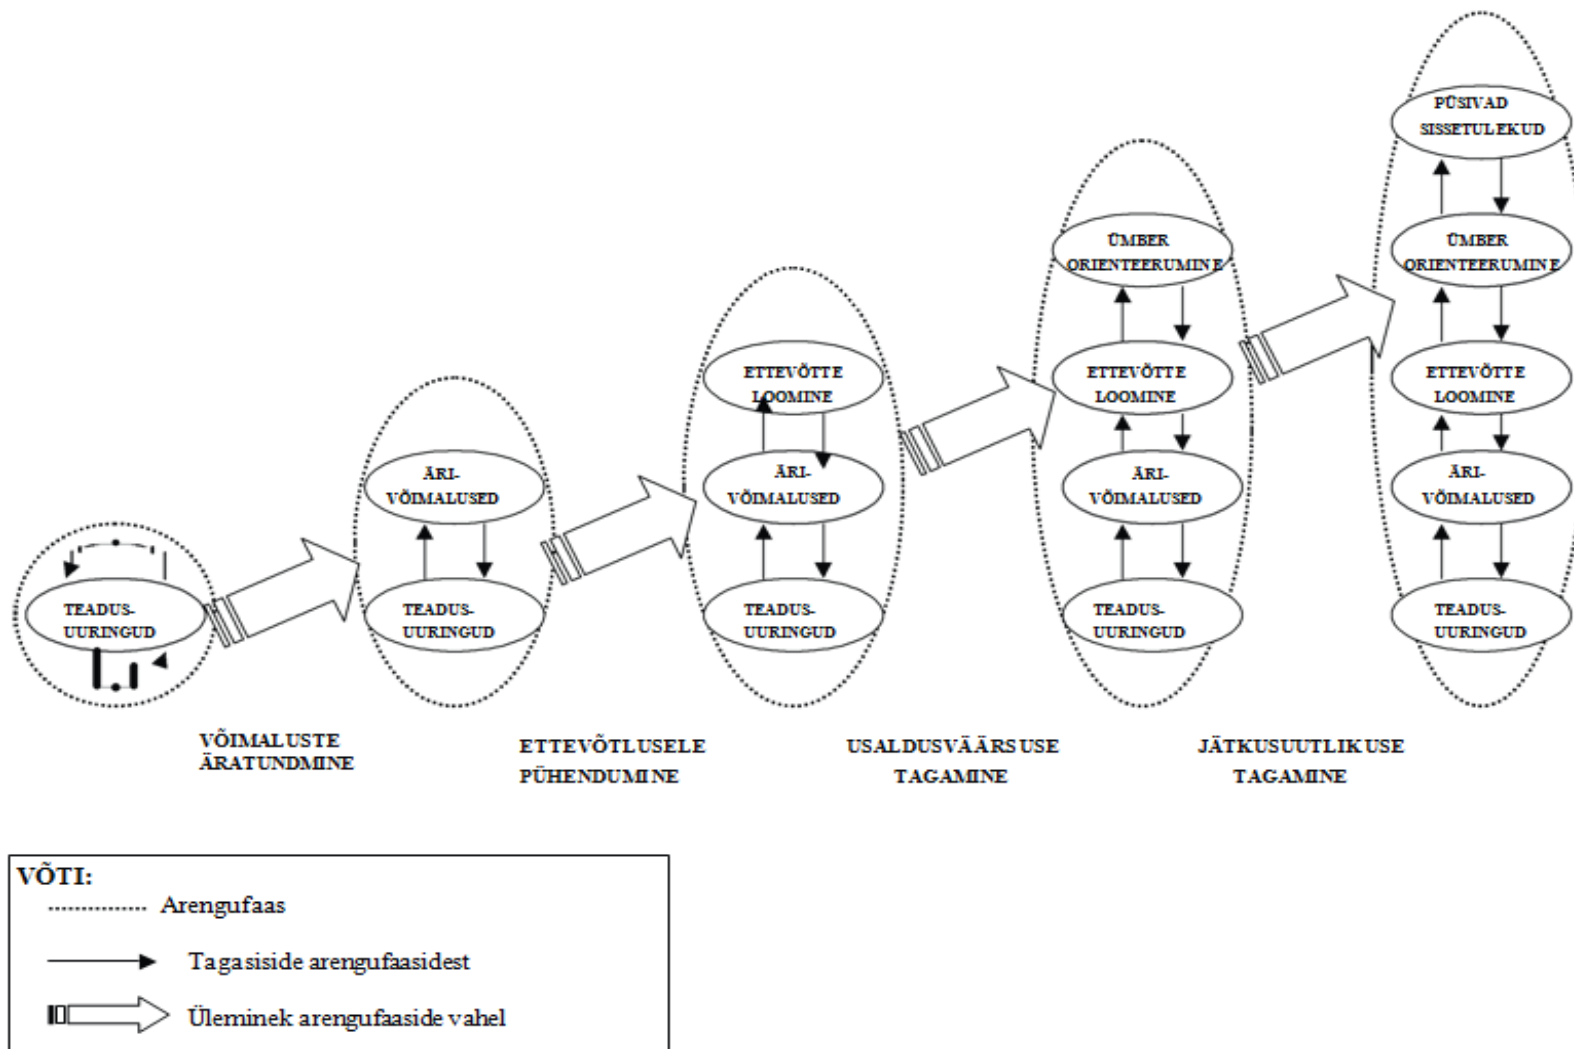 TEADUS-
UURINGUD
ÄRI-
VÕIMALUSED
TEADUS-
UURINGUD
ETTEVÕTTE
LOOMINE
ÄRI-
VÕIMALUSED
TEADUS-
UURINGUD
ÜMBER
ORIENTEERUMINE
ETTEVÕTTE
LOOMINE
ÄRI-
VÕIMALUSED
TEADUS-
UURINGUD
PÜSIVAD
SISSETULEKUD
ÜMBER
ORIENTEERUMINE
ETTEVÕTTE
LOOMINE
ÄRI-
VÕIMALUSED
TEADUS-
UURINGUD
VÕIMALUSTE
ÄRATUNDMINE
ETTEVÕTLUSELE
PÜHENDUMINE
USALDUSVÄÄRSUSE
TAGAMINE
JÄTKUSUUTLIKUSE
TAGAMINE
VÕTI:
Arengufaas
Tagasiside arengufaasidest
Üleminek arengufaaside vahel